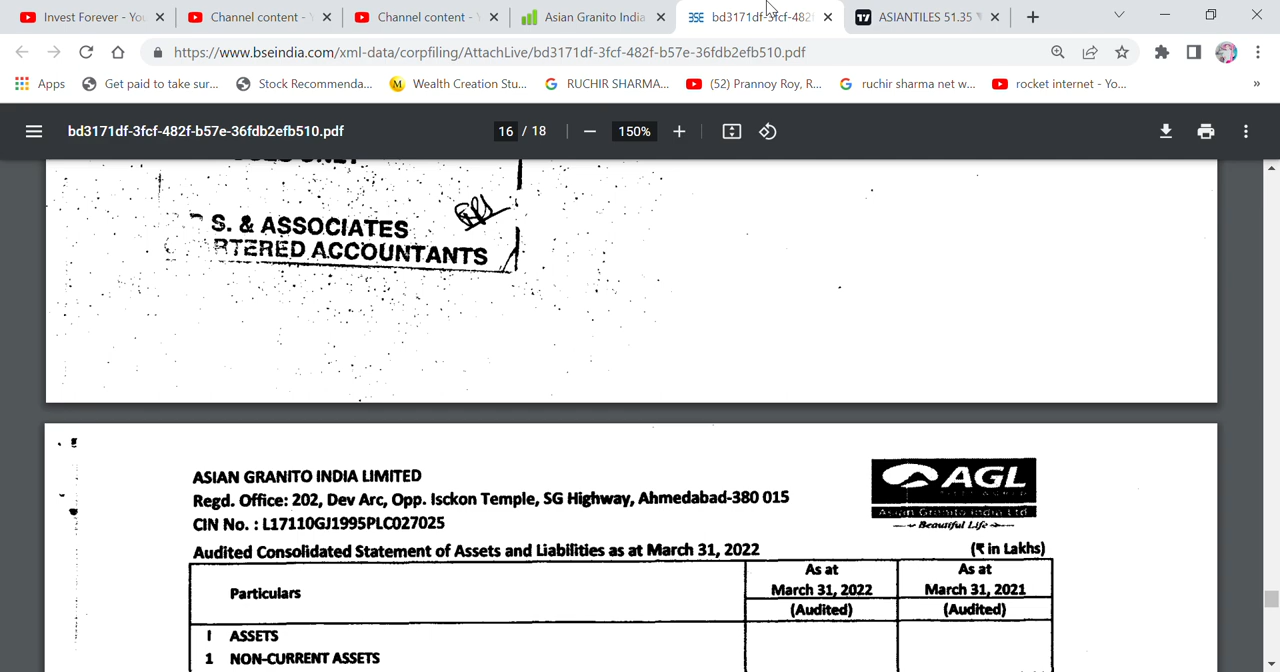 Invest Forever - You
Channel content -
Channel content -
Asian Granito India
BSE
bd3171df-3fcf-482f
ASIANTILES 51.35
https://www.bseindia.com/xml-data/corpfiling/AttachLive/bd3171df-3fcf-482f-b57e-36fdb2efb510.pdf
Apps
Get paid to take sur...
Stock Recommenda...
M
Wealth Creation Stu...
RUCHIR SHARMA...
(52) Prannoy Roy, R...
ruchir sharma net w...
rocket internet - Yo...
»
bd3171df-3fcf-482f-b57e-36fdb2efb510.pdf
16 / 18
150%
S. & ASSOCIATES
RTERED ACCOUNTANTS
ASIAN GRANITO INDIA LIMITED
Regd. Office: 202, Dev Arc, Opp. Isckon Temple, SG Highway, Ahmedabad-380 015
CIN No. : L17110GJ1995PLC027025
AGL
Asian Granito India Ltd
Beautiful Life
Audited Consolidated Statement of Assets and Liabilities as at March 31, 2022
(₹ in Lakhs)
Particulars
As at
March 31, 2022
(Audited)
As at
March 31, 2021
(Audited)
I ASSETS
1 NON-CURRENT ASSETS